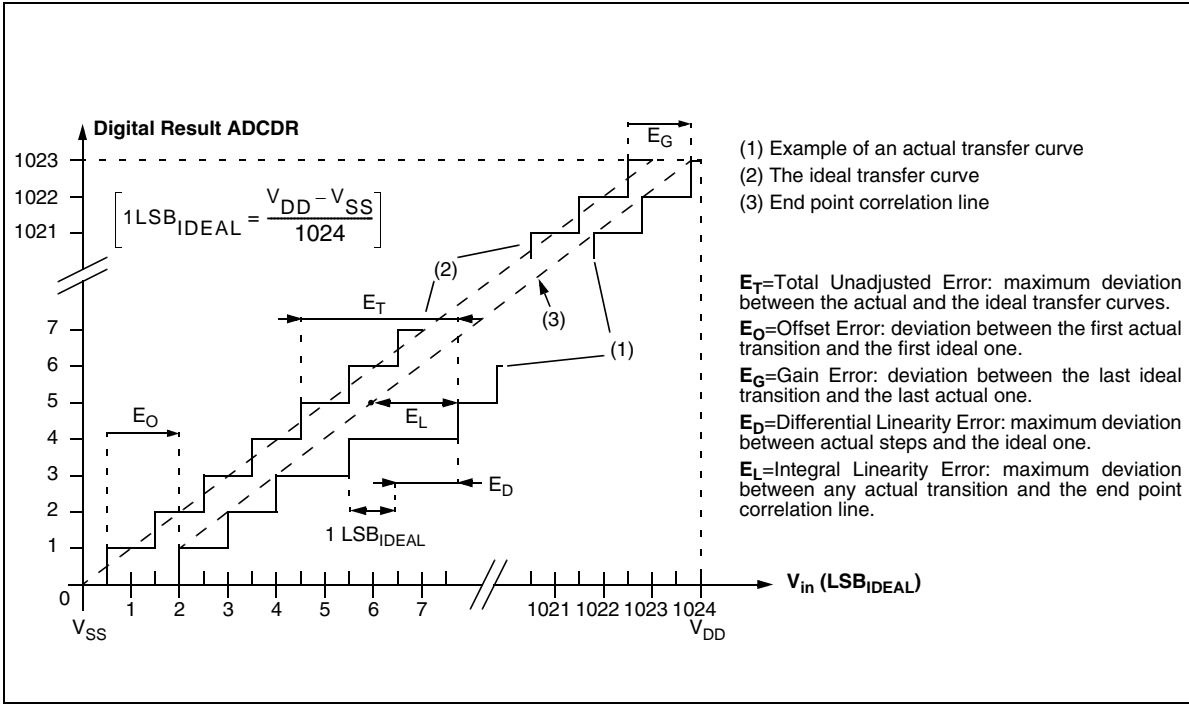 Digital Result ADCDR
1023
1022
1021
7
6
5
4
3
2
1
0
1LSB_IDEAL = (V_DD – V_SS) / 1024
E_G
(2)
E_T
(3)
(1)
E_O
E_L
E_D
1 LSB_IDEAL
1 2 3 4 5 6 7 1021 1022 1023 1024
V_SS
V_DD
V_in (LSB_IDEAL)
(1) Example of an actual transfer curve
(2) The ideal transfer curve
(3) End point correlation line
E_T=Total Unadjusted Error: maximum deviation
between the actual and the ideal transfer curves.
E_O=Offset Error: deviation between the first actual
transition and the first ideal one.
E_G=Gain Error: deviation between the last ideal
transition and the last actual one.
E_D=Differential Linearity Error: maximum deviation
between actual steps and the ideal one.
E_L=Integral Linearity Error: maximum deviation
between any actual transition and the end point
correlation line.